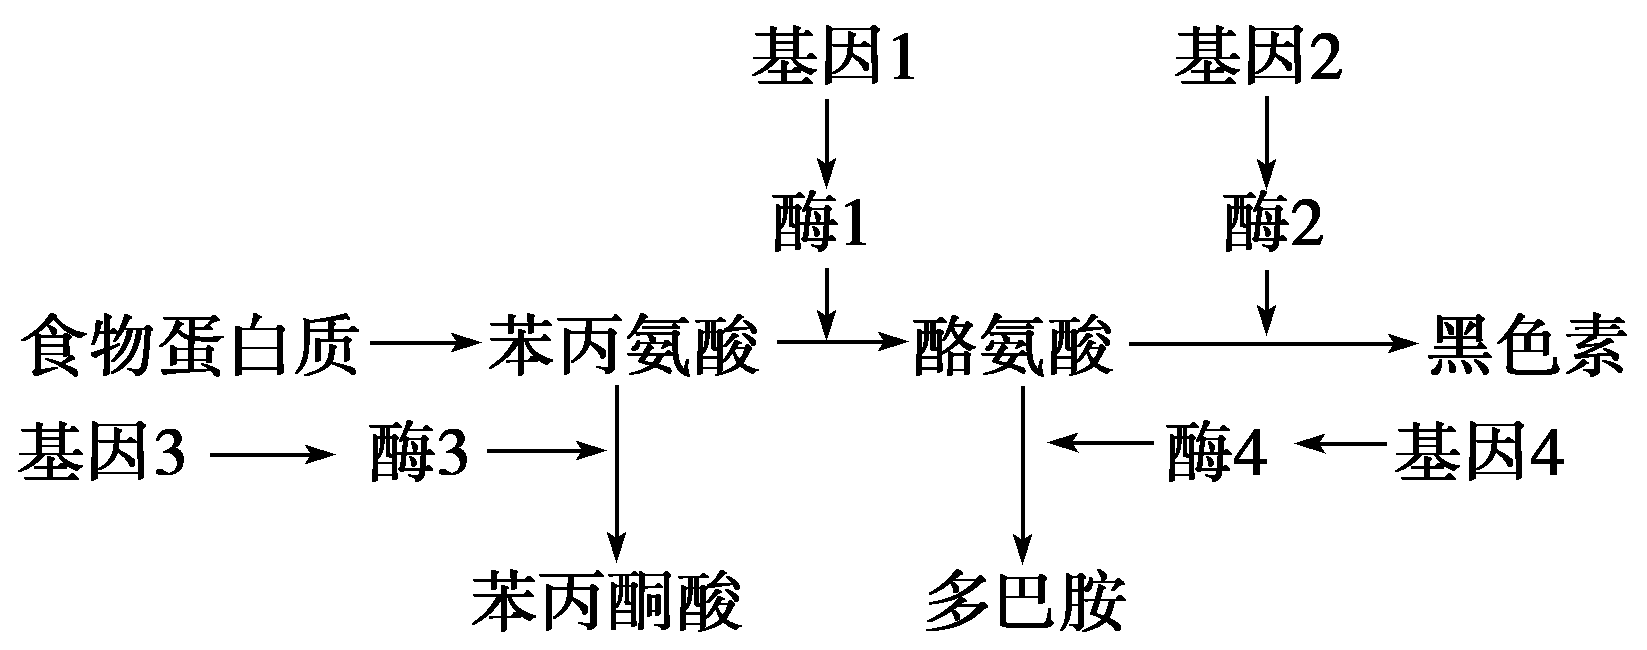 基因1 基因2
酶1 酶2
食物蛋白质 苯丙氨酸 酪氨酸 黑色素
基因3 酶3 酶4 基因4
苯丙酮酸 多巴胺